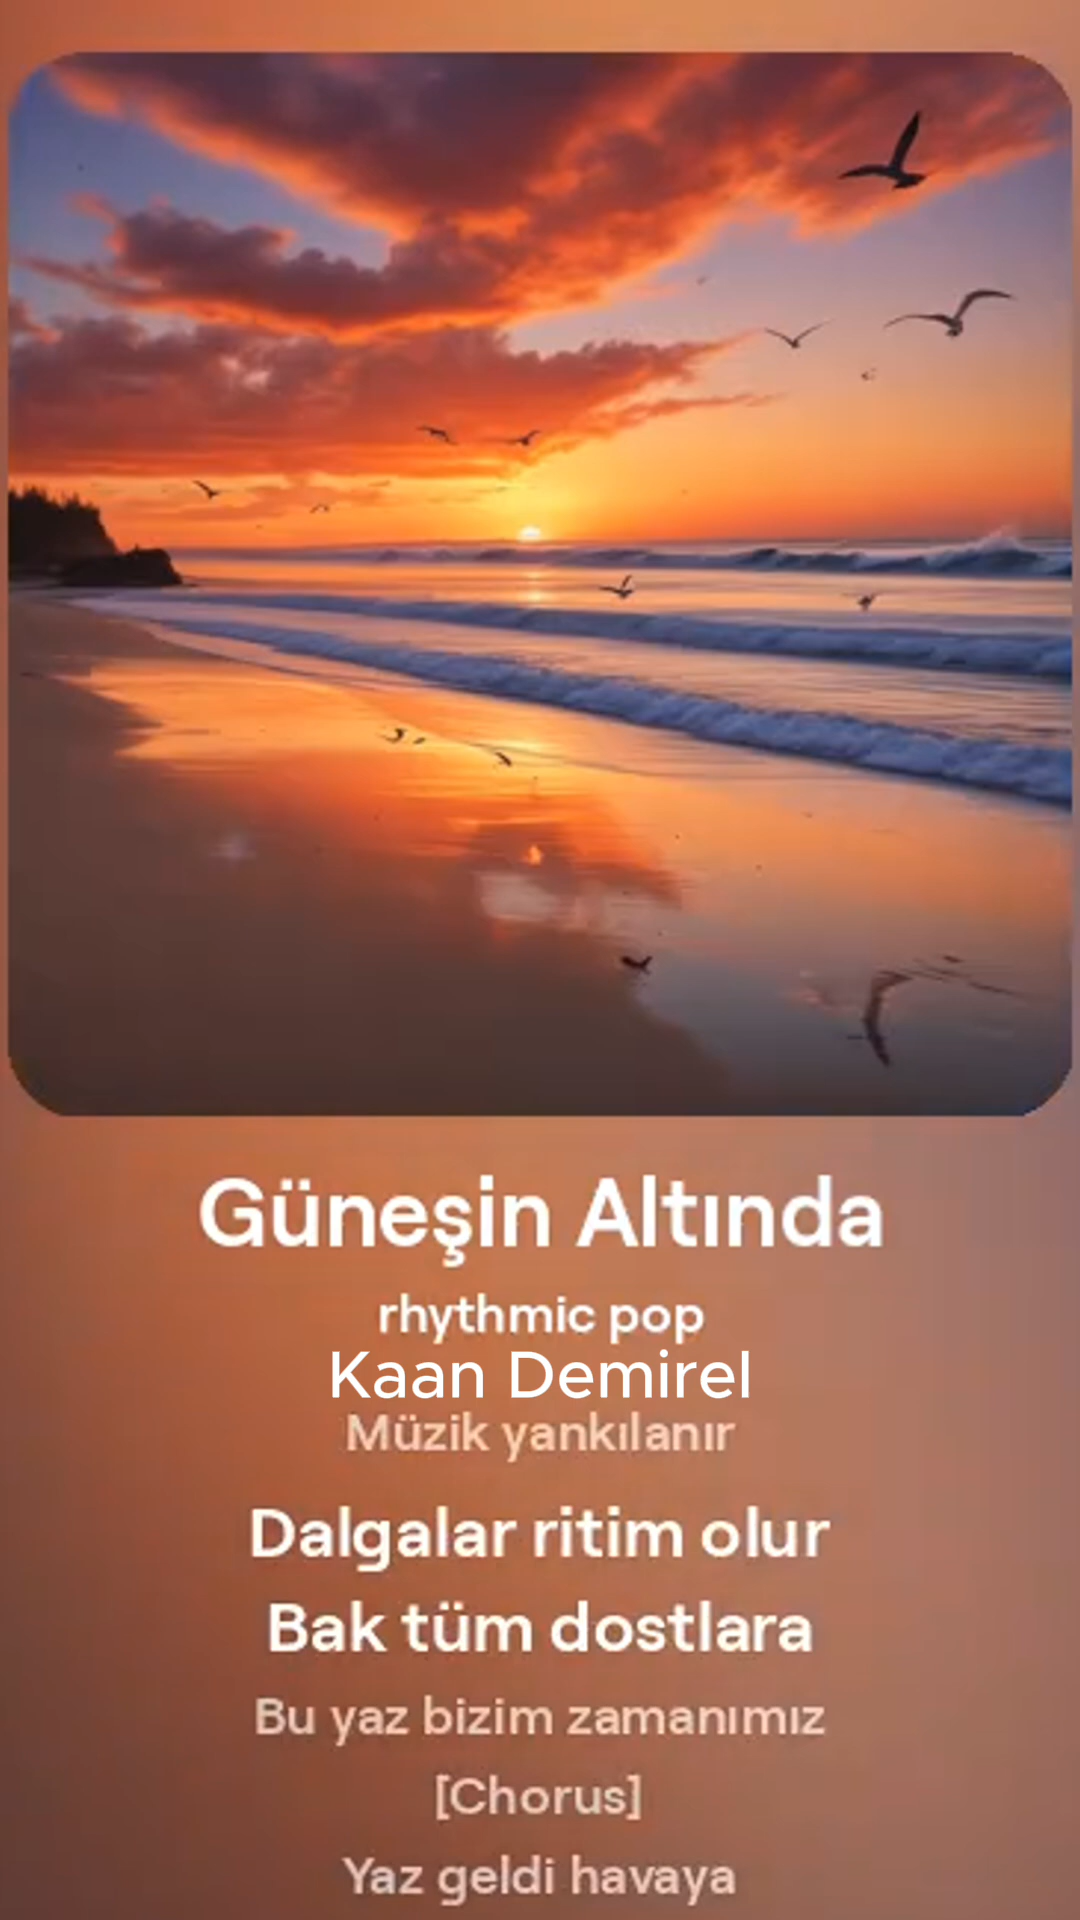 Güneşin Altında
rhythmic pop
Kaan Demirel
Müzik yankılanır
Dalgalar ritim olur
Bak tüm dostlara
Bu yaz bizim zamanımız
[Chorus]
Yaz geldi havaya